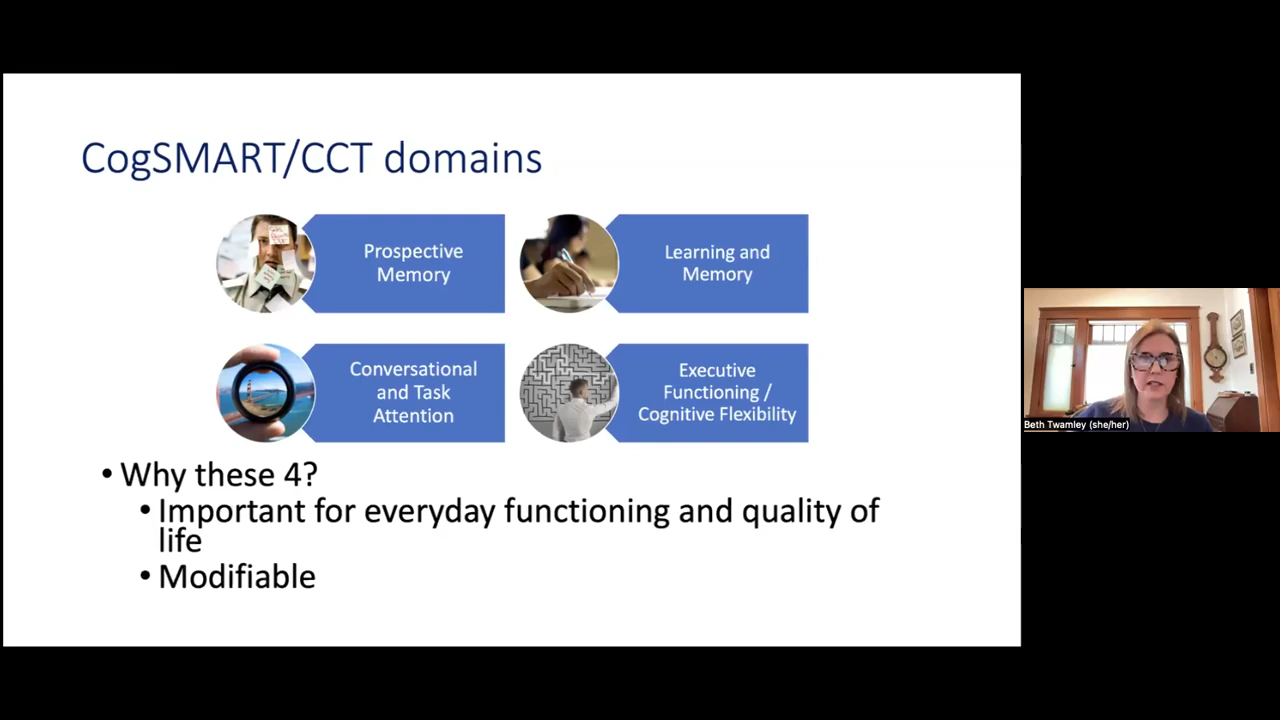 CogSMART/CCT domains
Prospective
Memory
Learning and
Memory
Conversational
and Task
Attention
Executive
Functioning /
Cognitive Flexibility
• Why these 4?
• Important for everyday functioning and quality of
life
• Modifiable
Beth Twamley (she/her)